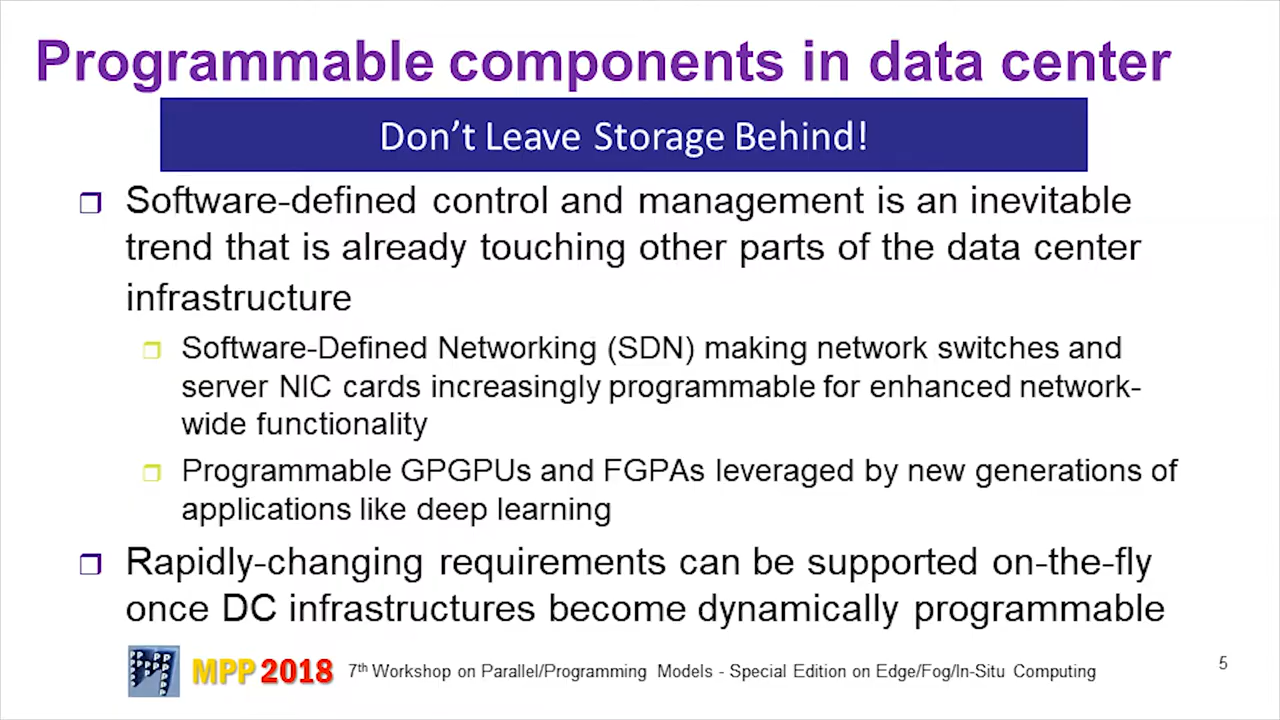 Programmable components in data center
Don't Leave Storage Behind!
Software-defined control and management is an inevitable
trend that is already touching other parts of the data center
infrastructure
Software-Defined Networking (SDN) making network switches and
server NIC cards increasingly programmable for enhanced network-
wide functionality
Programmable GPGPUs and FGPAs leveraged by new generations of
applications like deep learning
Rapidly-changing requirements can be supported on-the-fly
once DC infrastructures become dynamically programmable
MPP 2018 7th Workshop on Parallel/Programming Models - Special Edition on Edge/Fog/In-Situ Computing
5